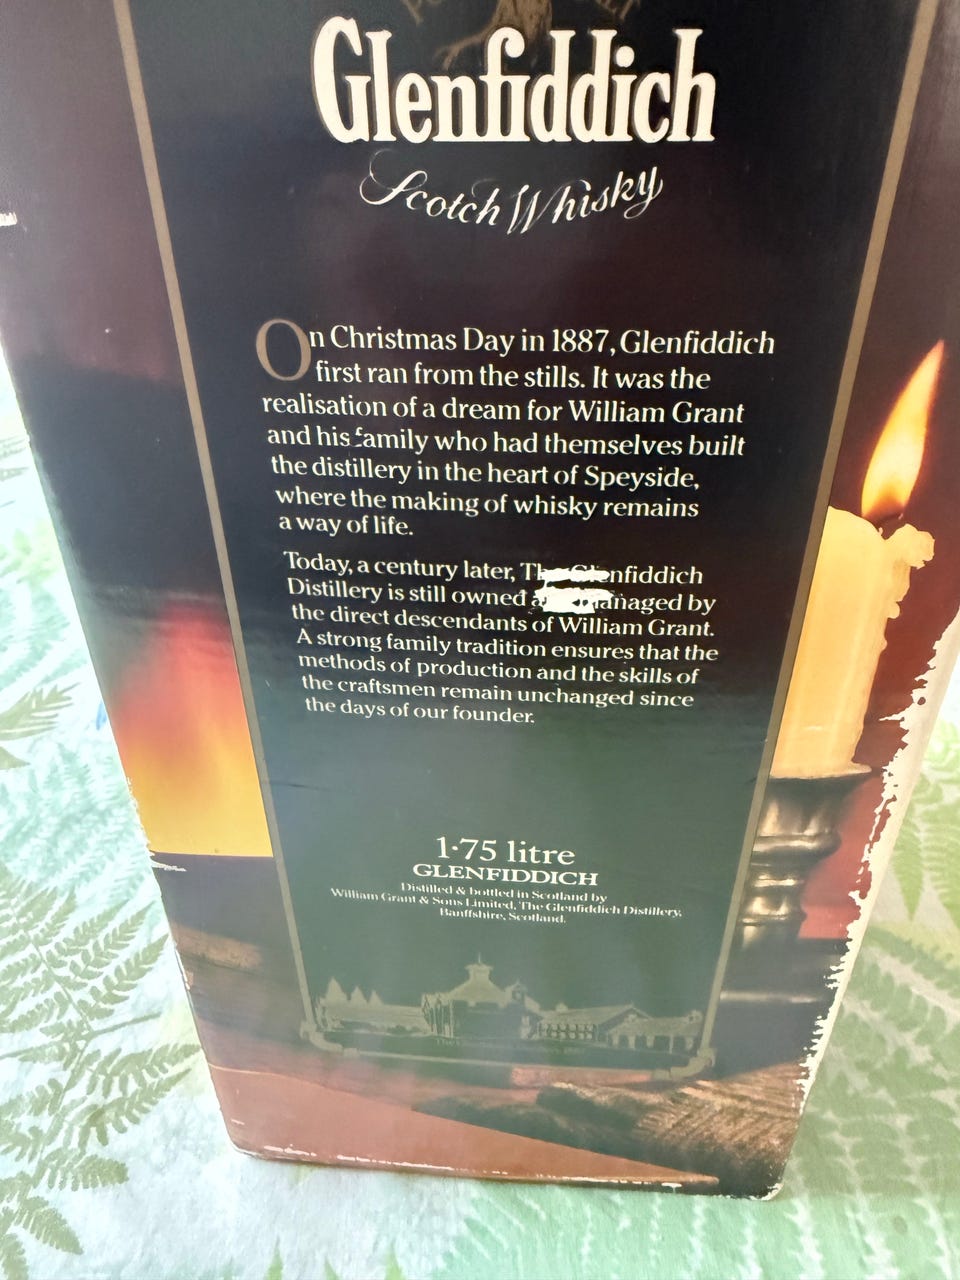 Glenfiddich
Scotch Whisky
On Christmas Day in 1887, Glenfiddich
first ran from the stills. It was the
realisation of a dream for William Grant
and his family who had themselves built
the distillery in the heart of Speyside,
where the making of whisky remains
a way of life.
Today, a century later, The Glenfiddich
Distillery is still owned managed by
the direct descendants of William Grant.
A strong family tradition ensures that the
methods of production and the skills of
the craftsmen remain unchanged since
the days of our founder.
1·75 litre
GLENFIDDICH
Distilled & bottled in Scotland by
William Grant & Sons Limited, The Glenfiddich Distillery,
Banffshire, Scotland.